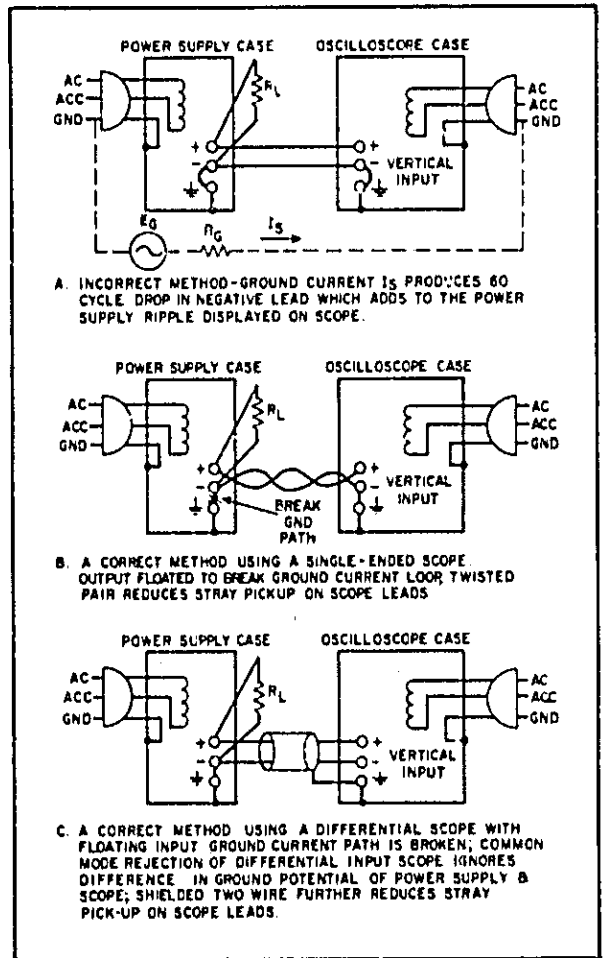 POWER SUPPLY CASE OSCILLOSCOPE CASE
AC
ACC
GND
RL
+
-
+
-
VERTICAL
INPUT
AC
ACC
GND
EG
RG
IS
A. INCORRECT METHOD-GROUND CURRENT IS PRODUCES 60
CYCLE DROP IN NEGATIVE LEAD WHICH ADDS TO THE POWER
SUPPLY RIPPLE DISPLAYED ON SCOPE.
POWER SUPPLY CASE OSCILLOSCOPE CASE
AC
ACC
GND
RL
+
-
BREAK
GND
PATH
+
-
VERTICAL
INPUT
AC
ACC
GND
B. A CORRECT METHOD USING A SINGLE-ENDED SCOPE.
OUTPUT FLOATED TO BREAK GROUND CURRENT LOOP, TWISTED
PAIR REDUCES STRAY PICKUP ON SCOPE LEADS
POWER SUPPLY CASE OSCILLOSCOPE CASE
AC
ACC
GND
RL
+
-
+
-
VERTICAL
INPUT
AC
ACC
GND
C. A CORRECT METHOD USING A DIFFERENTIAL SCOPE WITH
FLOATING INPUT GROUND CURRENT PATH IS BROKEN; COMMON
MODE REJECTION OF DIFFERENTIAL INPUT SCOPE IGNORES
DIFFERENCE IN GROUND POTENTIAL OF POWER SUPPLY &
SCOPE; SHIELDED TWO WIRE FURTHER REDUCES STRAY
PICK-UP ON SCOPE LEADS.